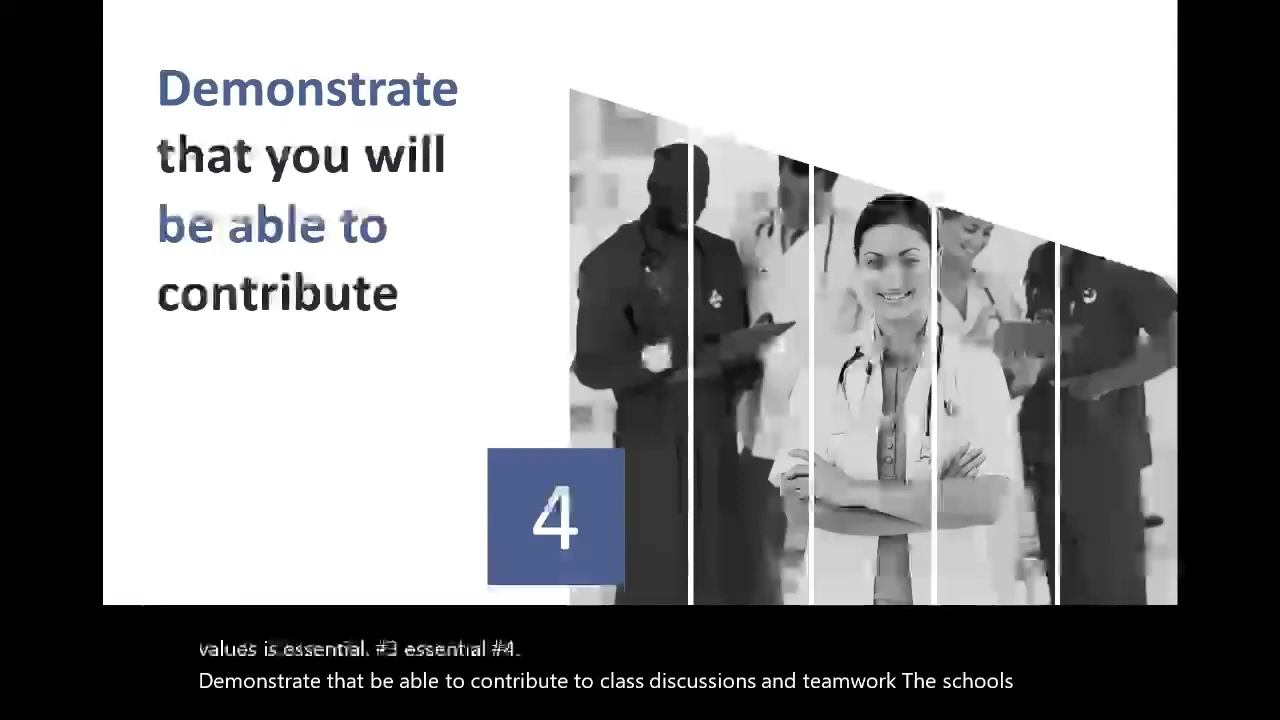 Demonstrate
that you will
be able to
contribute
4
values is essential. #3 essential #4.
Demonstrate that be able to contribute to class discussions and teamwork The schools